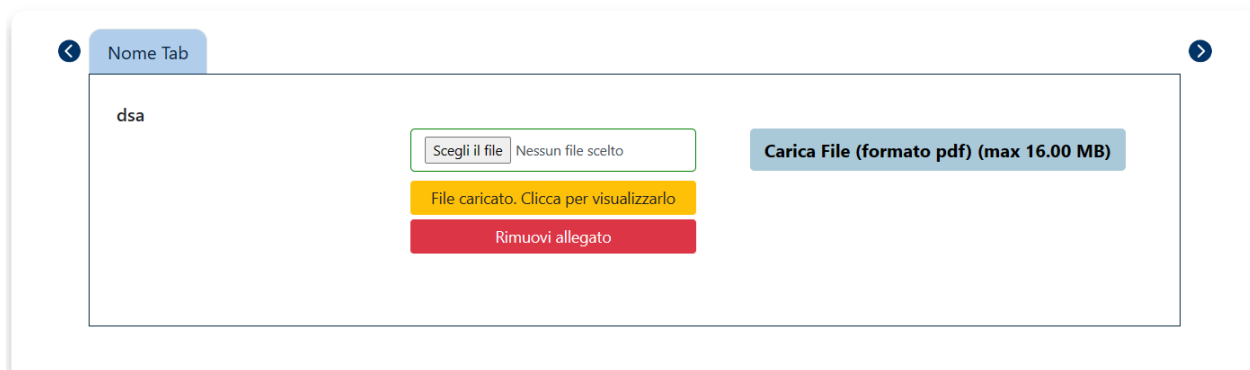 Nome Tab
dsa
Scegli il file Nessun file scelto
Carica File (formato pdf) (max 16.00 MB)
File caricato. Clicca per visualizzarlo
Rimuovi allegato